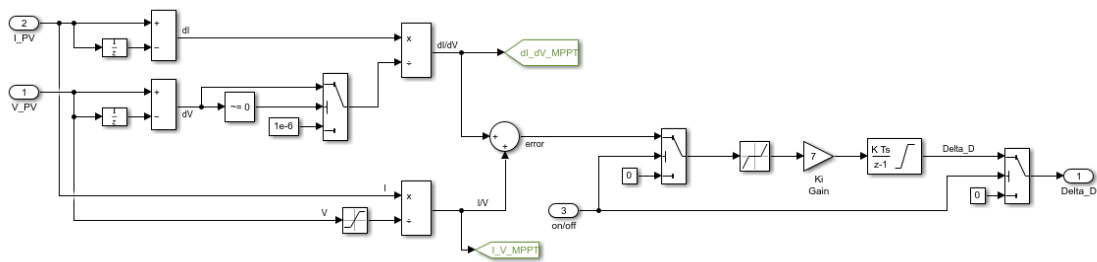 2
I_PV
1
z
+
−
dI
x
÷
dI/dV
dI_dV_MPPT
1
V_PV
1
z
+
−
dV
~= 0
1e-6
+
+
error
0
7
Ki
Gain
K Ts
z-1
Delta_D
0
1
Delta_D
I
V
x
÷
I/V
I_V_MPPT
3
on/off